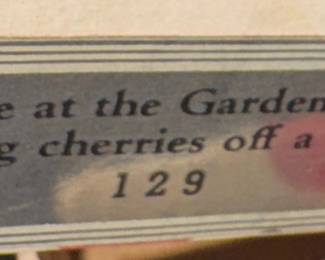 e at the Garden
g cherries off a
129